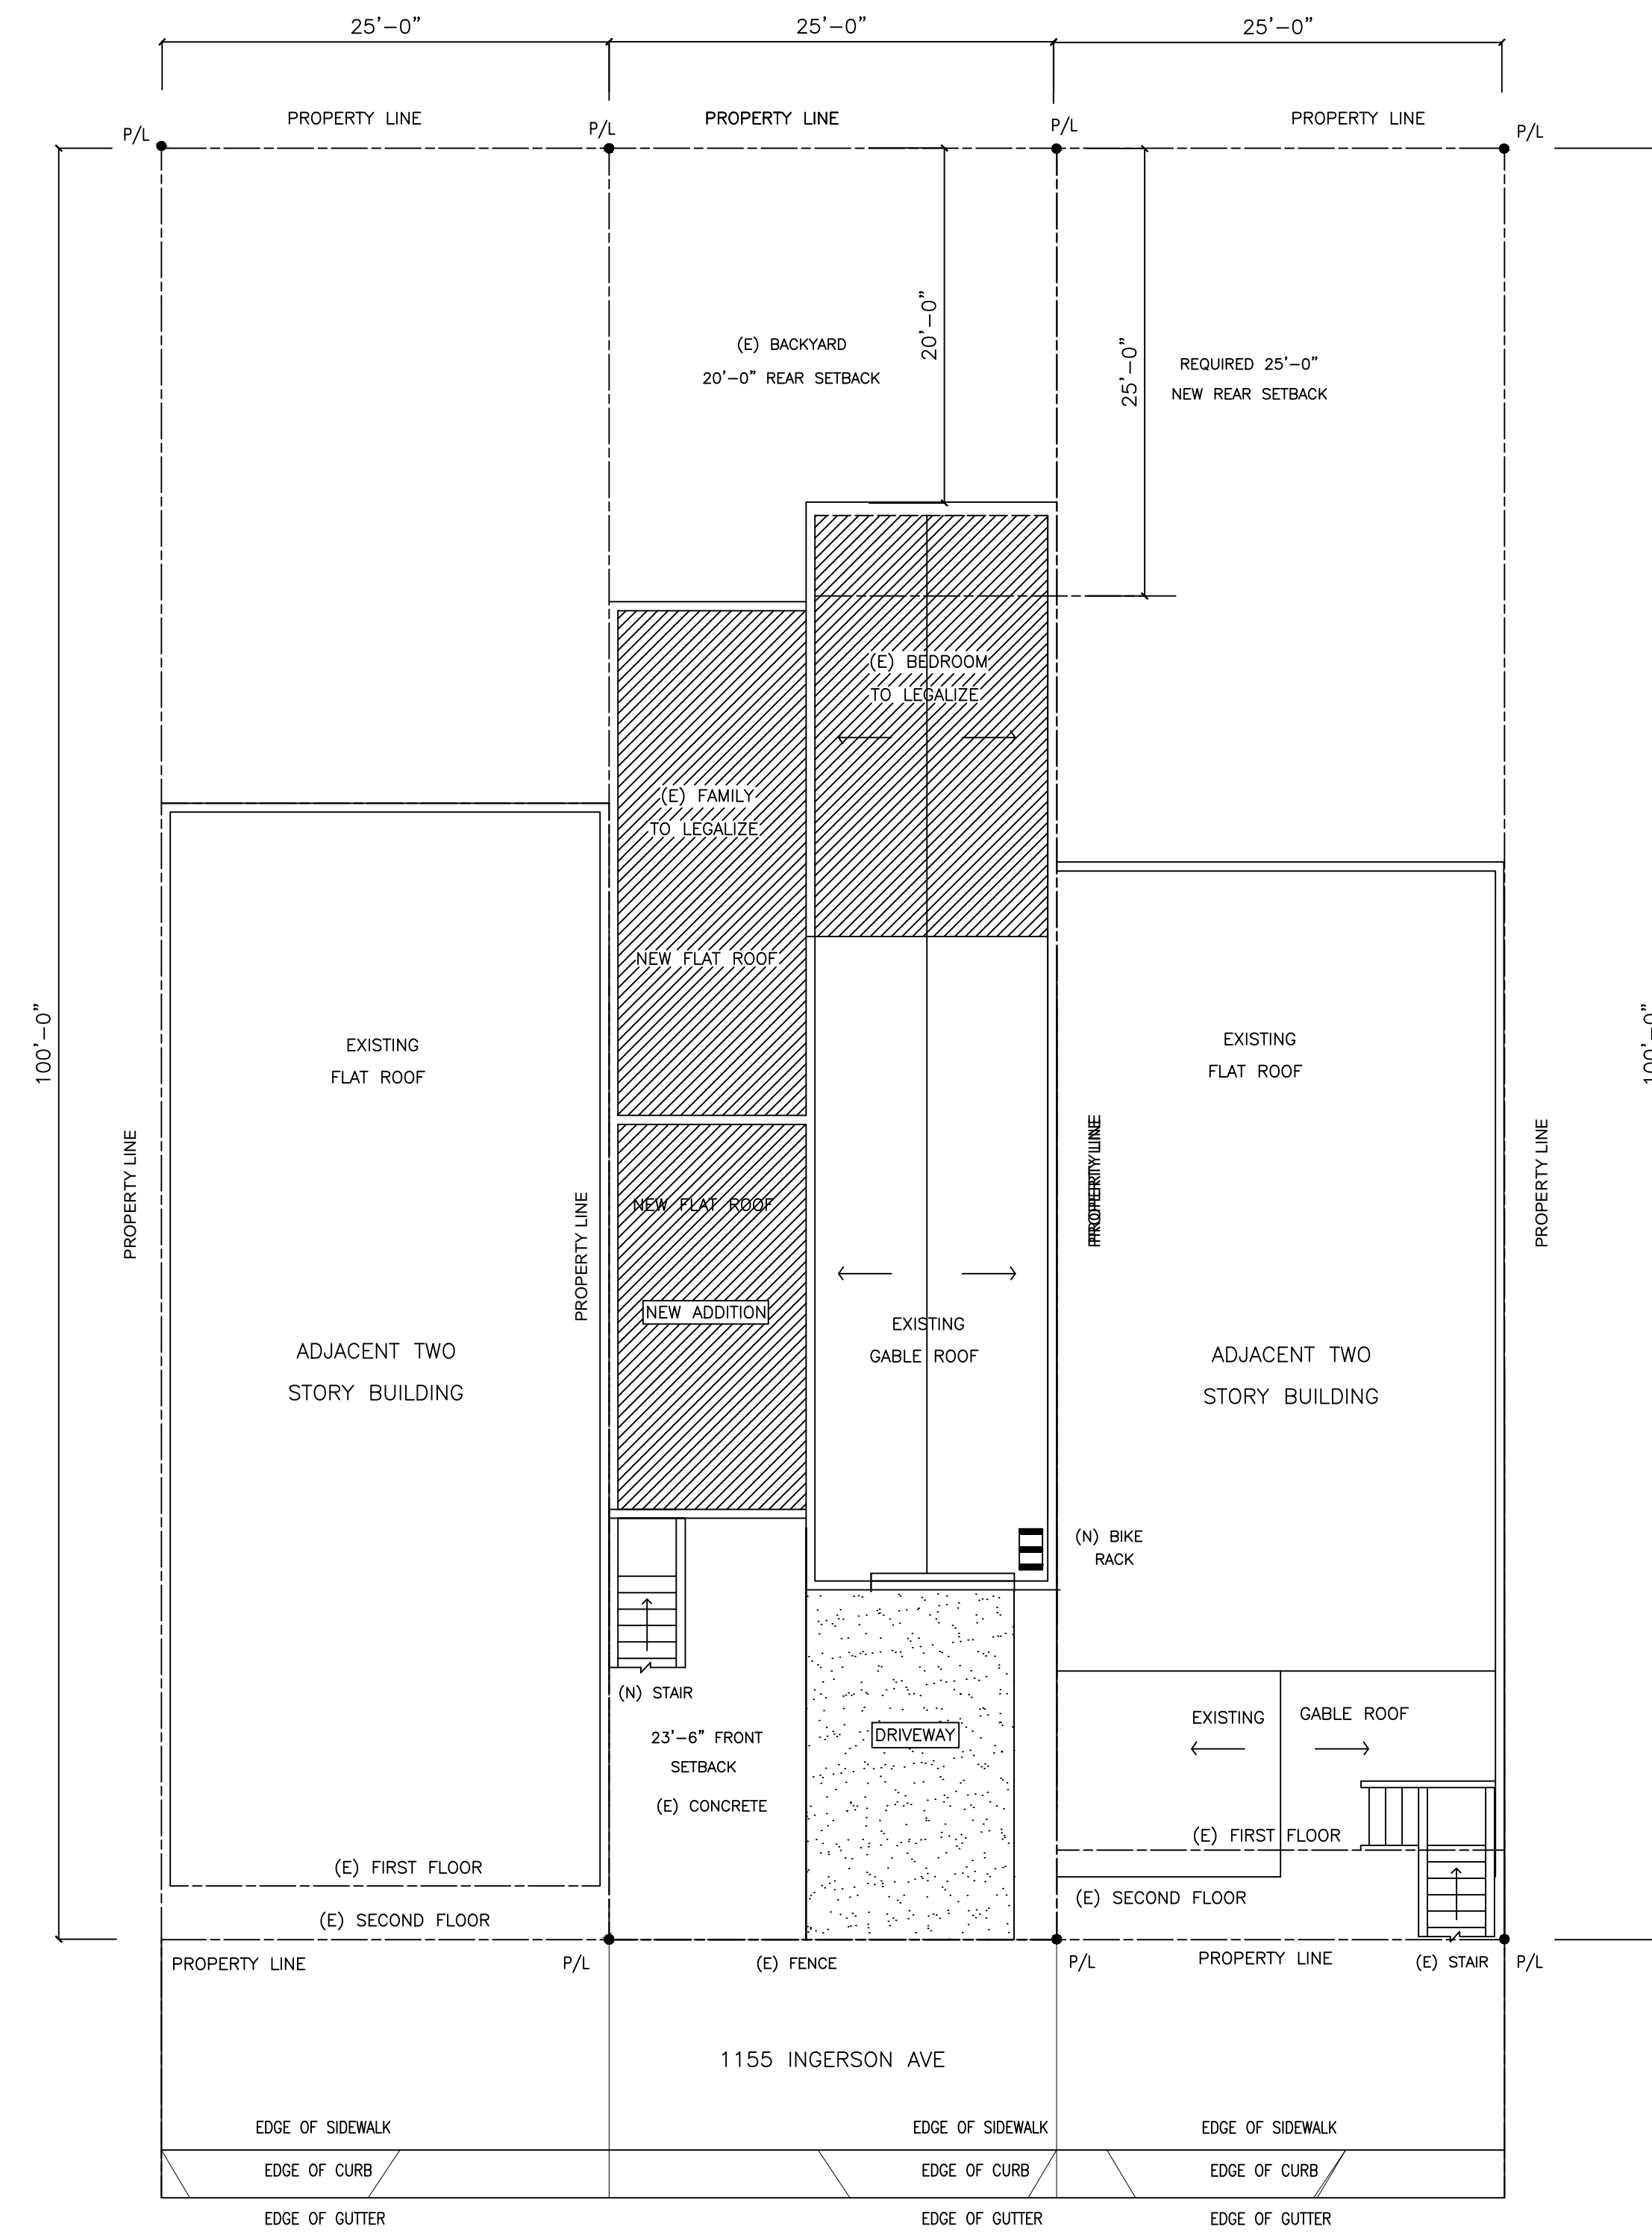 25'-0"
25'-0"
25'-0"
PROPERTY LINE
PROPERTY LINE
PROPERTY LINE
P/L
P/L
P/L
P/L
(E) BACKYARD
20'-0" REAR SETBACK
20'-0"
25'-0"
REQUIRED 25'-0"
NEW REAR SETBACK
(E) BEDROOM
TO LEGALIZE
(E) FAMILY
TO LEGALIZE
NEW FLAT ROOF
100'-0"
100'-0"
EXISTING
FLAT ROOF
EXISTING
FLAT ROOF
PROPERTY LINE
PROPERTY LINE
PROPERTY LINE
PROPERTY LINE
NEW FLAT ROOF
NEW ADDITION
EXISTING
GABLE ROOF
ADJACENT TWO
STORY BUILDING
ADJACENT TWO
STORY BUILDING
(N) BIKE
RACK
(N) STAIR
23'-6" FRONT
SETBACK
(E) CONCRETE
DRIVEWAY
EXISTING
GABLE ROOF
(E) FIRST FLOOR
(E) SECOND FLOOR
(E) FIRST FLOOR
(E) SECOND FLOOR
PROPERTY LINE
P/L
(E) FENCE
P/L
PROPERTY LINE
(E) STAIR
P/L
1155 INGERSON AVE
EDGE OF SIDEWALK
EDGE OF SIDEWALK
EDGE OF SIDEWALK
EDGE OF CURB
EDGE OF CURB
EDGE OF CURB
EDGE OF GUTTER
EDGE OF GUTTER
EDGE OF GUTTER